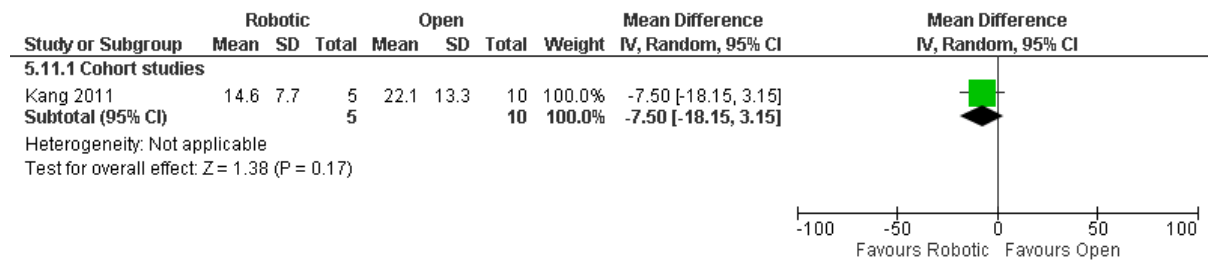 Robotic Open Mean Difference Mean Difference
Study or Subgroup Mean SD Total Mean SD Total Weight IV, Random, 95% CI IV, Random, 95% CI
5.11.1 Cohort studies
Kang 2011 14.6 7.7 5 22.1 13.3 10 100.0% -7.50 [-18.15, 3.15]
Subtotal (95% CI) 5 10 100.0% -7.50 [-18.15, 3.15]
Heterogeneity: Not applicable
Test for overall effect: Z = 1.38 (P = 0.17)
-100 -50 0 50 100
Favours Robotic Favours Open